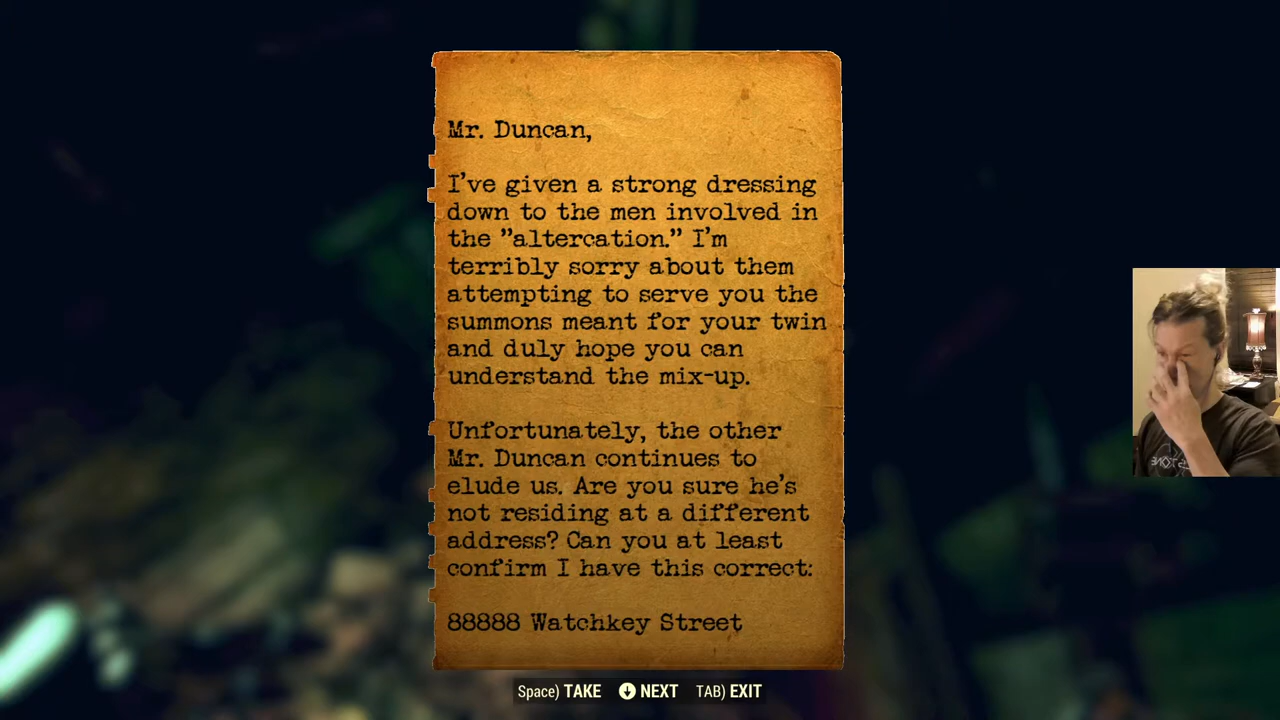 Mr. Duncan,
I've given a strong dressing
down to the men involved in
the "altercation." I'm
terribly sorry about them
attempting to serve you the
summons meant for your twin
and duly hope you can
understand the mix-up.
Unfortunately, the other
Mr. Duncan continues to
elude us. Are you sure he's
not residing at a different
address? Can you at least
confirm I have this correct:
88888 Watchkey Street
Space) TAKE NEXT TAB) EXIT